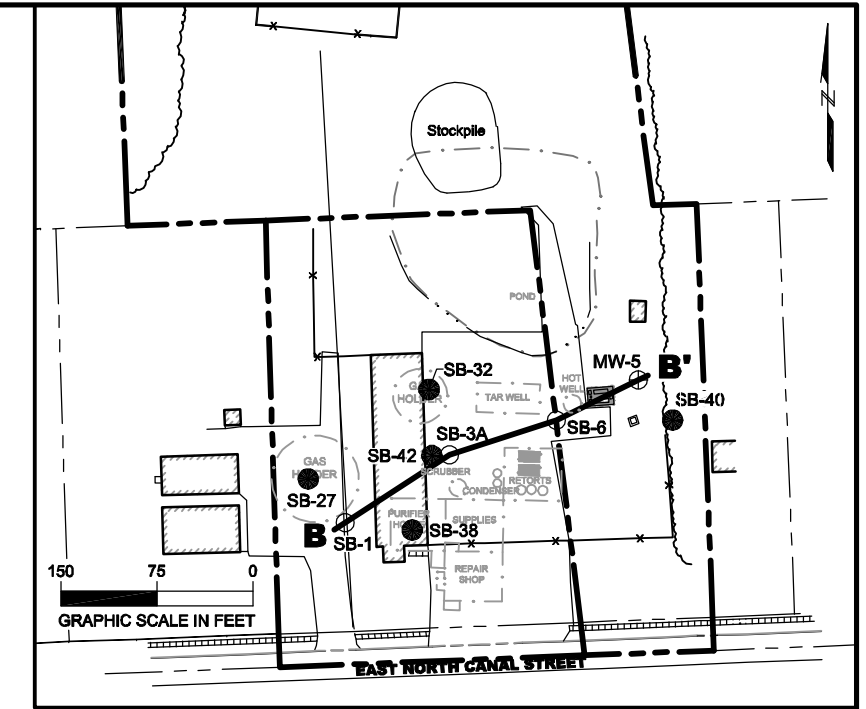 Stockpile
N
POND
MW-5
B'
SB-32
GAS
HOLDER
HOT
WELL
TAR WELL
SB-40
SB-3A
SB-6
SB-42
SCRUBBER
GAS
HOLDER
RETORTS
CONDENSER
SB-27
PURIFIER
SUPPLIES
B
SB-1
SB-38
REPAIR
SHOP
150 75 0
GRAPHIC SCALE IN FEET
EAST NORTH CANAL STREET